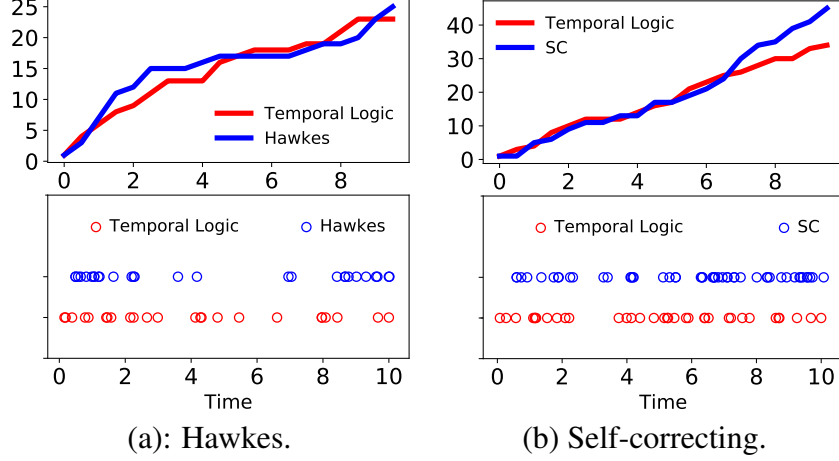 25
20
15
10
5
0
Temporal Logic
Hawkes
0 2 4 6 8
Temporal Logic Hawkes
0 2 4 6 8 10
Time
(a): Hawkes.
40
30
20
10
0
Temporal Logic
SC
0 2 4 6 8
Temporal Logic SC
0 2 4 6 8 10
Time
(b) Self-correcting.